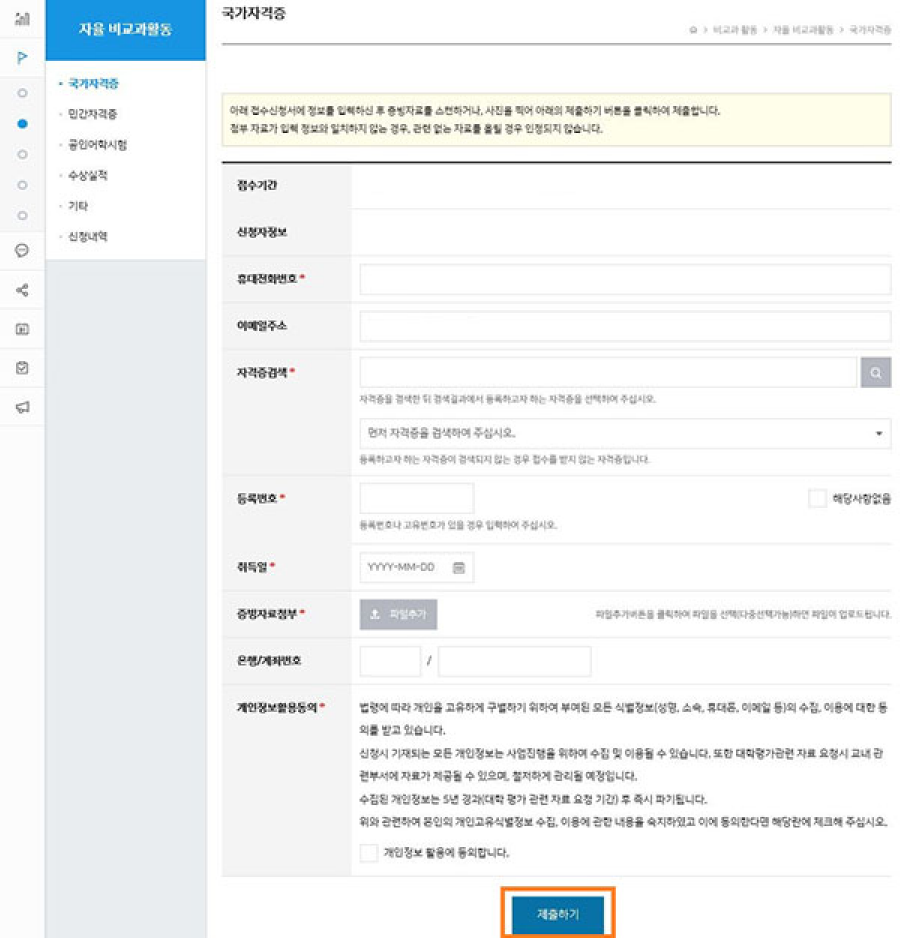 국가자격증
비교과 활동 > 자율 비교과활동 > 국가자격증
자율 비교과활동
국가자격증
민간자격증
공인어학시험
수상실적
기타
신청내역
아래 접수신청서에 정보를 입력하신 후 증빙자료를 스캔하거나, 사진을 찍어 아래의 제출하기 버튼을 클릭하여 제출합니다.
첨부 자료가 입력 정보와 일치하지 않는 경우, 관련 없는 자료를 올릴 경우 인정되지 않습니다.
접수기간
신청자정보
휴대전화번호 *
이메일주소
자격증검색 *
자격증을 검색한 뒤 검색결과에서 등록하고자 하는 자격증을 선택하여 주십시오.
먼저 자격증을 검색하여 주십시오.
등록하고자 하는 자격증이 검색되지 않는 경우 접수를 받지 않는 자격증입니다.
등록번호 *
해당사항없음
등록번호나 고유번호가 있을 경우 입력하여 주십시오.
취득일 *
YYYY-MM-DD
증빙자료첨부 *
파일추가
파일추가버튼을 클릭하여 파일을 선택(다중선택가능)하면 파일이 업로드됩니다.
은행/계좌번호
/
개인정보활용동의 *
법령에 따라 개인을 고유하게 구별하기 위하여 부여된 모든 식별정보(성명, 소속, 휴대폰, 이메일 등)의 수집, 이용에 대한 동
의를 받고 있습니다.
신청시 기재되는 모든 개인정보는 사업진행을 위하여 수집 및 이용될 수 있습니다. 또한 대학평가관련 자료 요청시 교내 관
련부서에 자료가 제공될 수 있으며, 철저하게 관리될 예정입니다.
수집된 개인정보는 5년 경과(대학 평가 관련 자료 요청 기간) 후 즉시 파기됩니다.
위와 관련하여 본인의 개인고유식별정보 수집, 이용에 관한 내용을 숙지하였고 이에 동의한다면 해당란에 체크해 주십시오.
개인정보 활용에 동의합니다.
제출하기